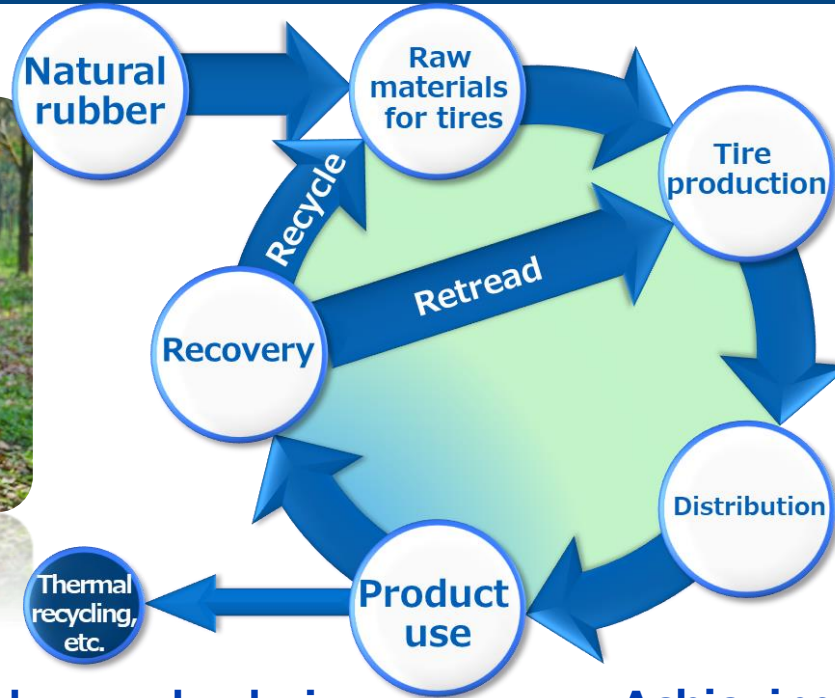 Natural
rubber
Raw
materials
for tires
Tire
production
Recycle
Retread
Recovery
Distribution
Product
use
Thermal
recycling,
etc.